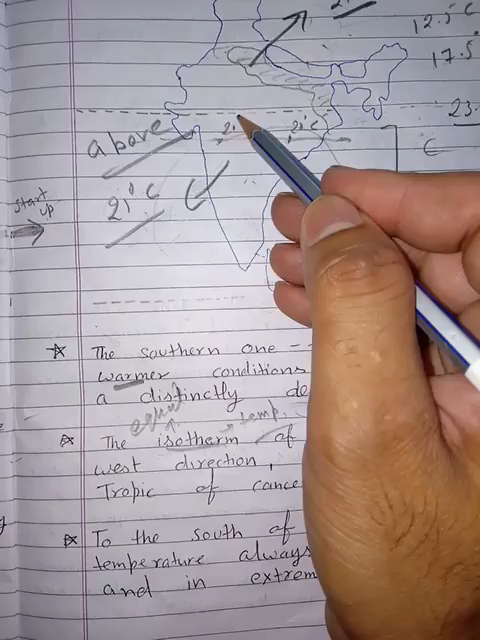 12.5°C
17.5°
23.
21°C
above
21°C
start up
C
The southern one --
warmer conditions
a distinctly de
equal temp.
The isotherm of
west direction,
Tropic of cance
To the south of
temperature always
and in extrem